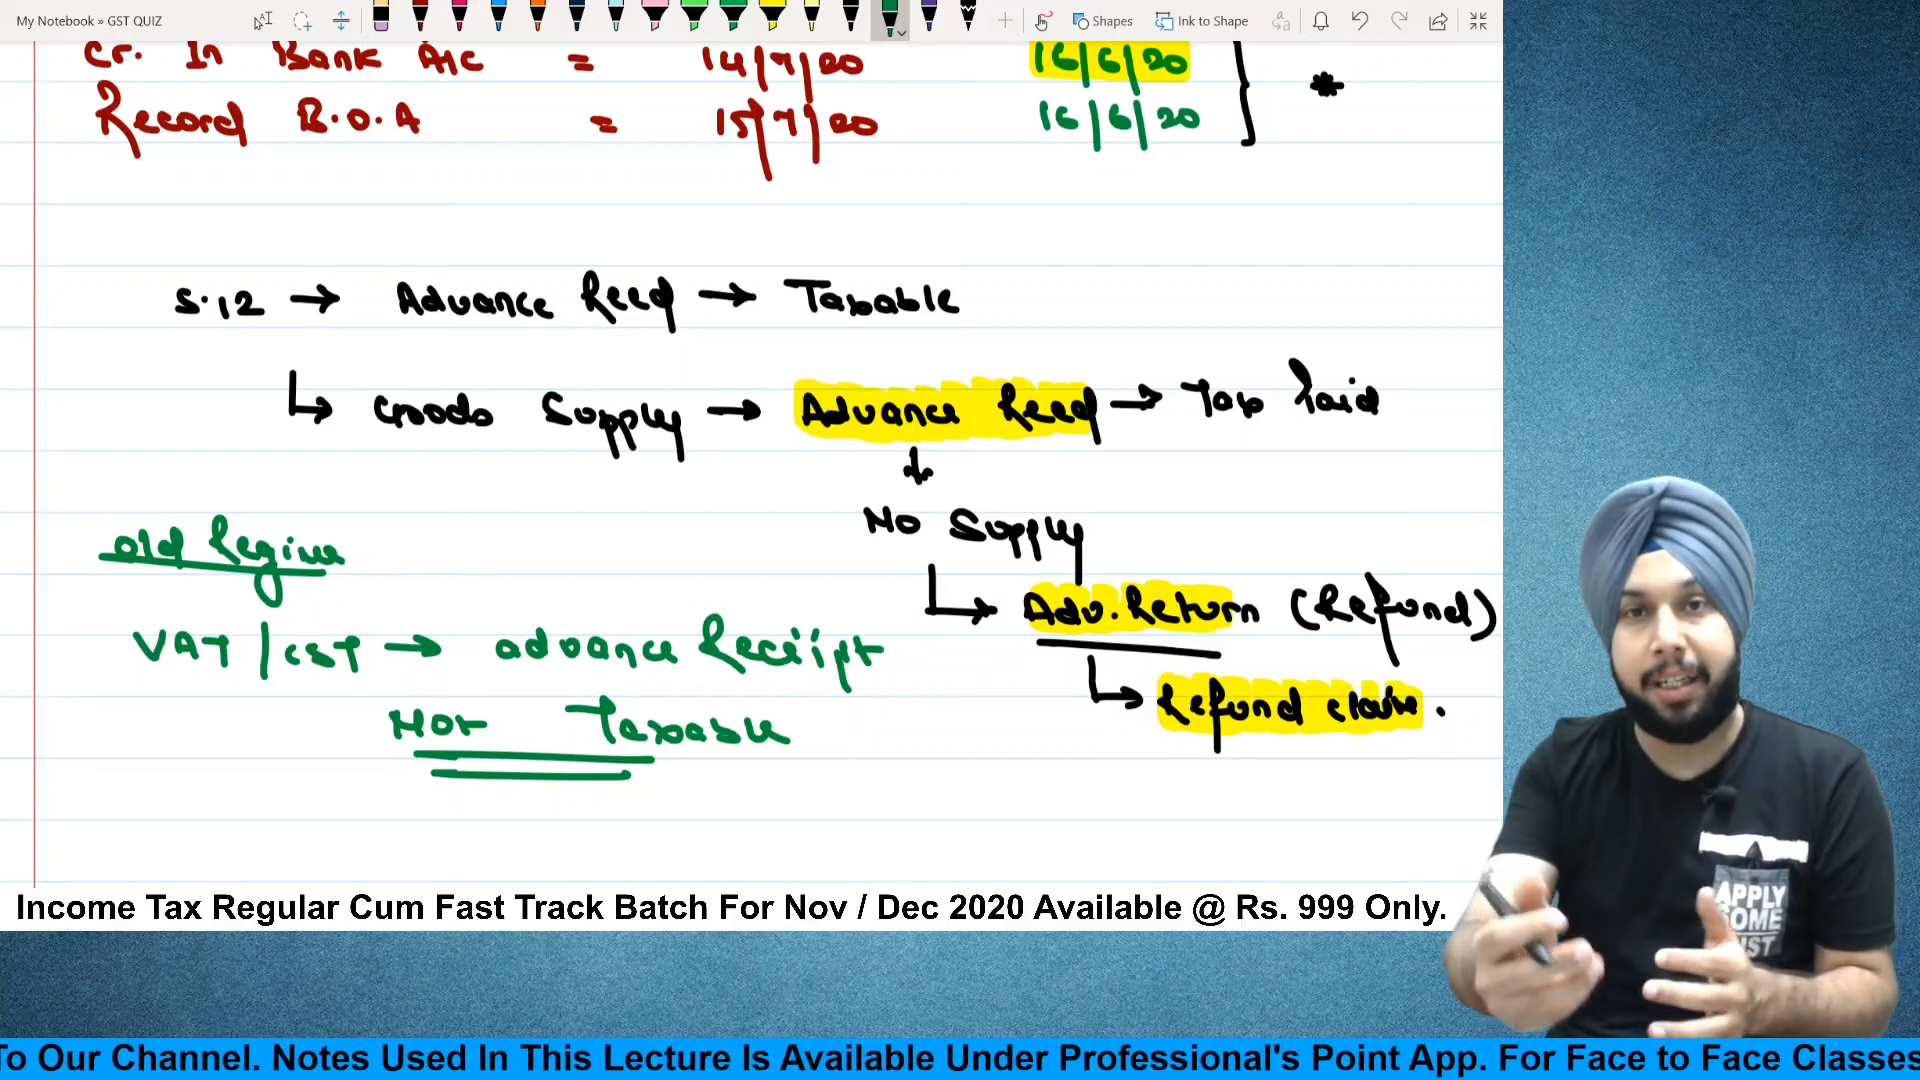 My Notebook » GST QUIZ
Shapes Ink to Shape
Cr. In Bank A/C = 14/7/20 16/6/20
Record B.O.A = 15/7/20 16/6/20 *
S.12 → Advance Recd → Taxable
↳ Goods Supply → Advance Recd → Tax Paid
↓
No Supply
Old Regime
↳ Adv. Return (Refund)
VAT / CST → advance Receipt
↳ Refund claim.
Not Taxable
APPLY
SOME
Income Tax Regular Cum Fast Track Batch For Nov / Dec 2020 Available @ Rs. 999 Only.
To Our Channel. Notes Used In This Lecture Is Available Under Professional's Point App. For Face to Face Classes